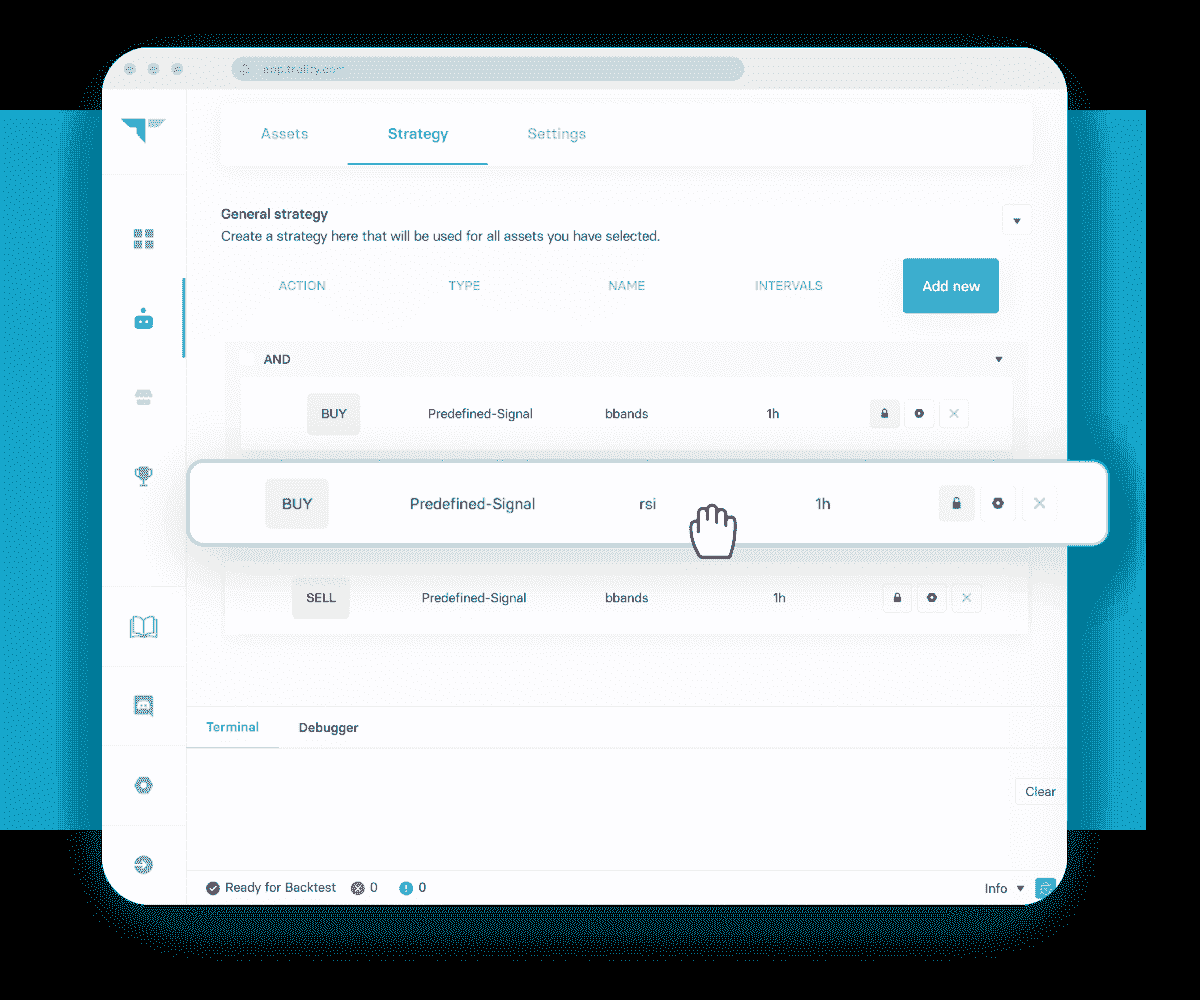 app.trality.com
Assets Strategy Settings
General strategy
Create a strategy here that will be used for all assets you have selected.
ACTION TYPE NAME INTERVALS Add new
AND
BUY Predefined-Signal bbands 1h
BUY Predefined-Signal rsi 1h
SELL Predefined-Signal bbands 1h
Terminal Debugger
Clear
Ready for Backtest 0 0 Info